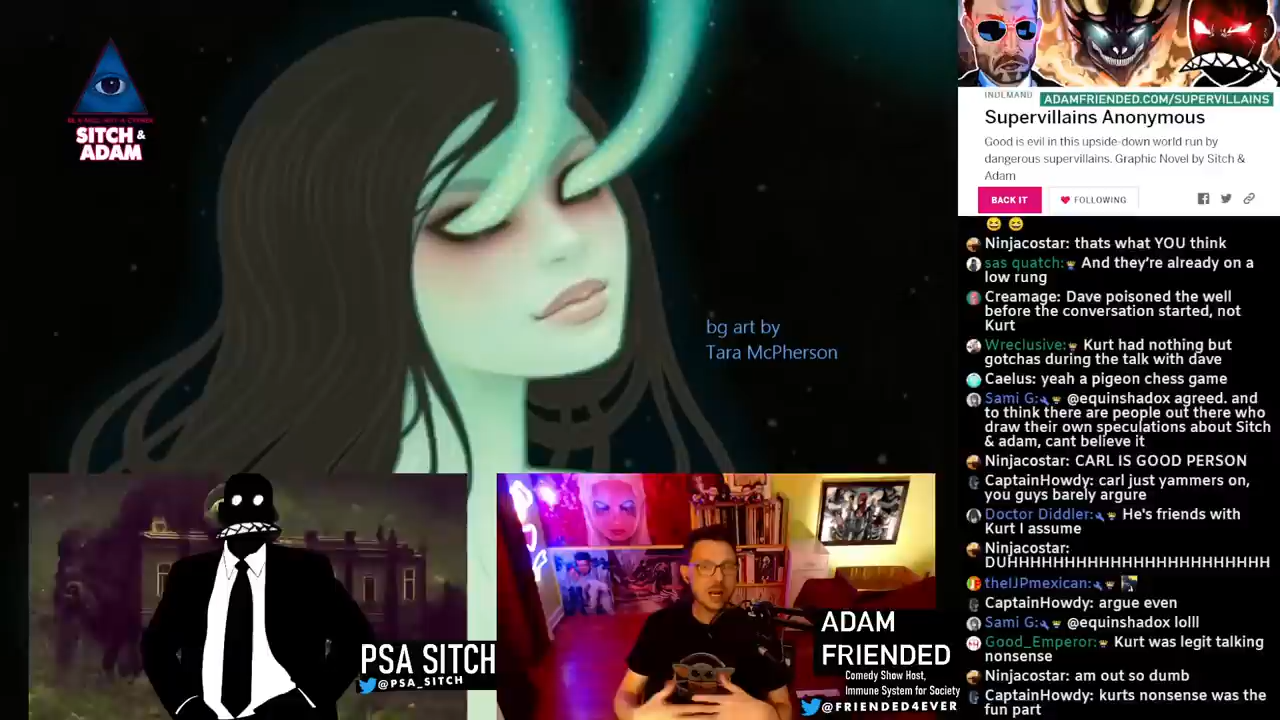 BE A SKULL NOT A CYPHER
SITCH &
ADAM
bg art by
Tara McPherson
PSA SITCH
@PSA_SITCH
ADAM
FRIENDED
Comedy Show Host,
Immune System for Society
@FRIENDED4EVER
INDEMAND
ADAMFRIENDED.COM/SUPERVILLAINS
Supervillains Anonymous
Good is evil in this upside-down world run by
dangerous supervillains. Graphic Novel by Sitch &
Adam
BACK IT
FOLLOWING
Ninjacostar: thats what YOU think
sas quatch: And they're already on a
low rung
Creamage: Dave poisoned the well
before the conversation started, not
Kurt
Wreclusive: Kurt had nothing but
gotchas during the talk with dave
Caelus: yeah a pigeon chess game
Sami G: @equinshadox agreed. and
to think there are people out there who
draw their own speculations about Sitch
& adam, cant believe it
Ninjacostar: CARL IS GOOD PERSON
CaptainHowdy: carl just yammers on,
you guys barely argure
Doctor Diddler: He's friends with
Kurt I assume
Ninjacostar:
DUHHHHHHHHHHHHHHHHHHHHHHH
theIJPmexican:
CaptainHowdy: argue even
Sami G: @equinshadox lolll
Good_Emperor: Kurt was legit talking
nonsense
Ninjacostar: am out so dumb
CaptainHowdy: kurts nonsense was the
fun part